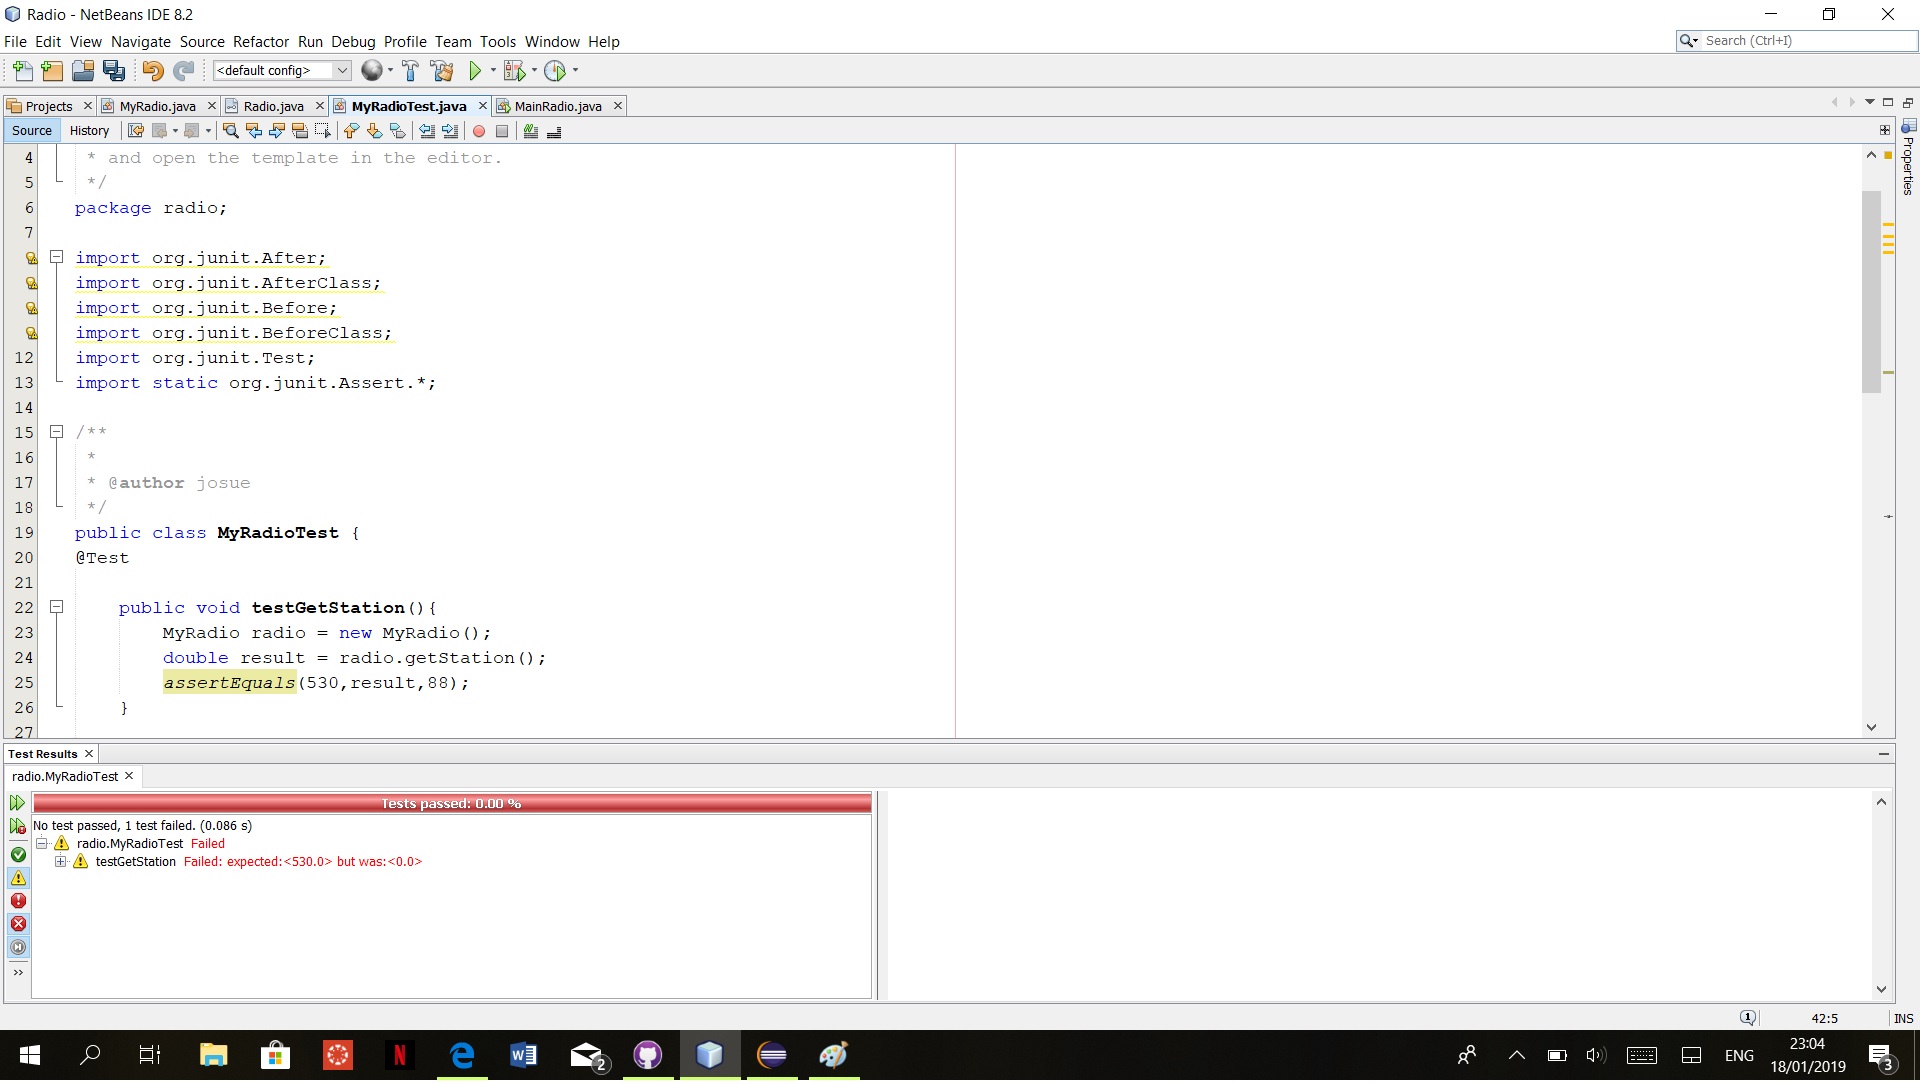 Radio - NetBeans IDE 8.2
File Edit View Navigate Source Refactor Run Debug Profile Team Tools Window Help
Search (Ctrl+I)
<default config>
Projects MyRadio.java Radio.java MyRadioTest.java MainRadio.java
Source History
Properties
4 * and open the template in the editor.
5 */
6 package radio;
7
import org.junit.After;
import org.junit.AfterClass;
import org.junit.Before;
import org.junit.BeforeClass;
12 import org.junit.Test;
13 import static org.junit.Assert.*;
14
15 /**
16 *
17 * @author josue
18 */
19 public class MyRadioTest {
20 @Test
21
22 public void testGetStation(){
23 MyRadio radio = new MyRadio();
24 double result = radio.getStation();
25 assertEquals(530,result,88);
26 }
27
Test Results
radio.MyRadioTest
Tests passed: 0.00 %
No test passed, 1 test failed. (0.086 s)
radio.MyRadioTest Failed
testGetStation Failed: expected:<530.0> but was:<0.0>
1 42:5 INS
2
ENG
23:04
18/01/2019
3